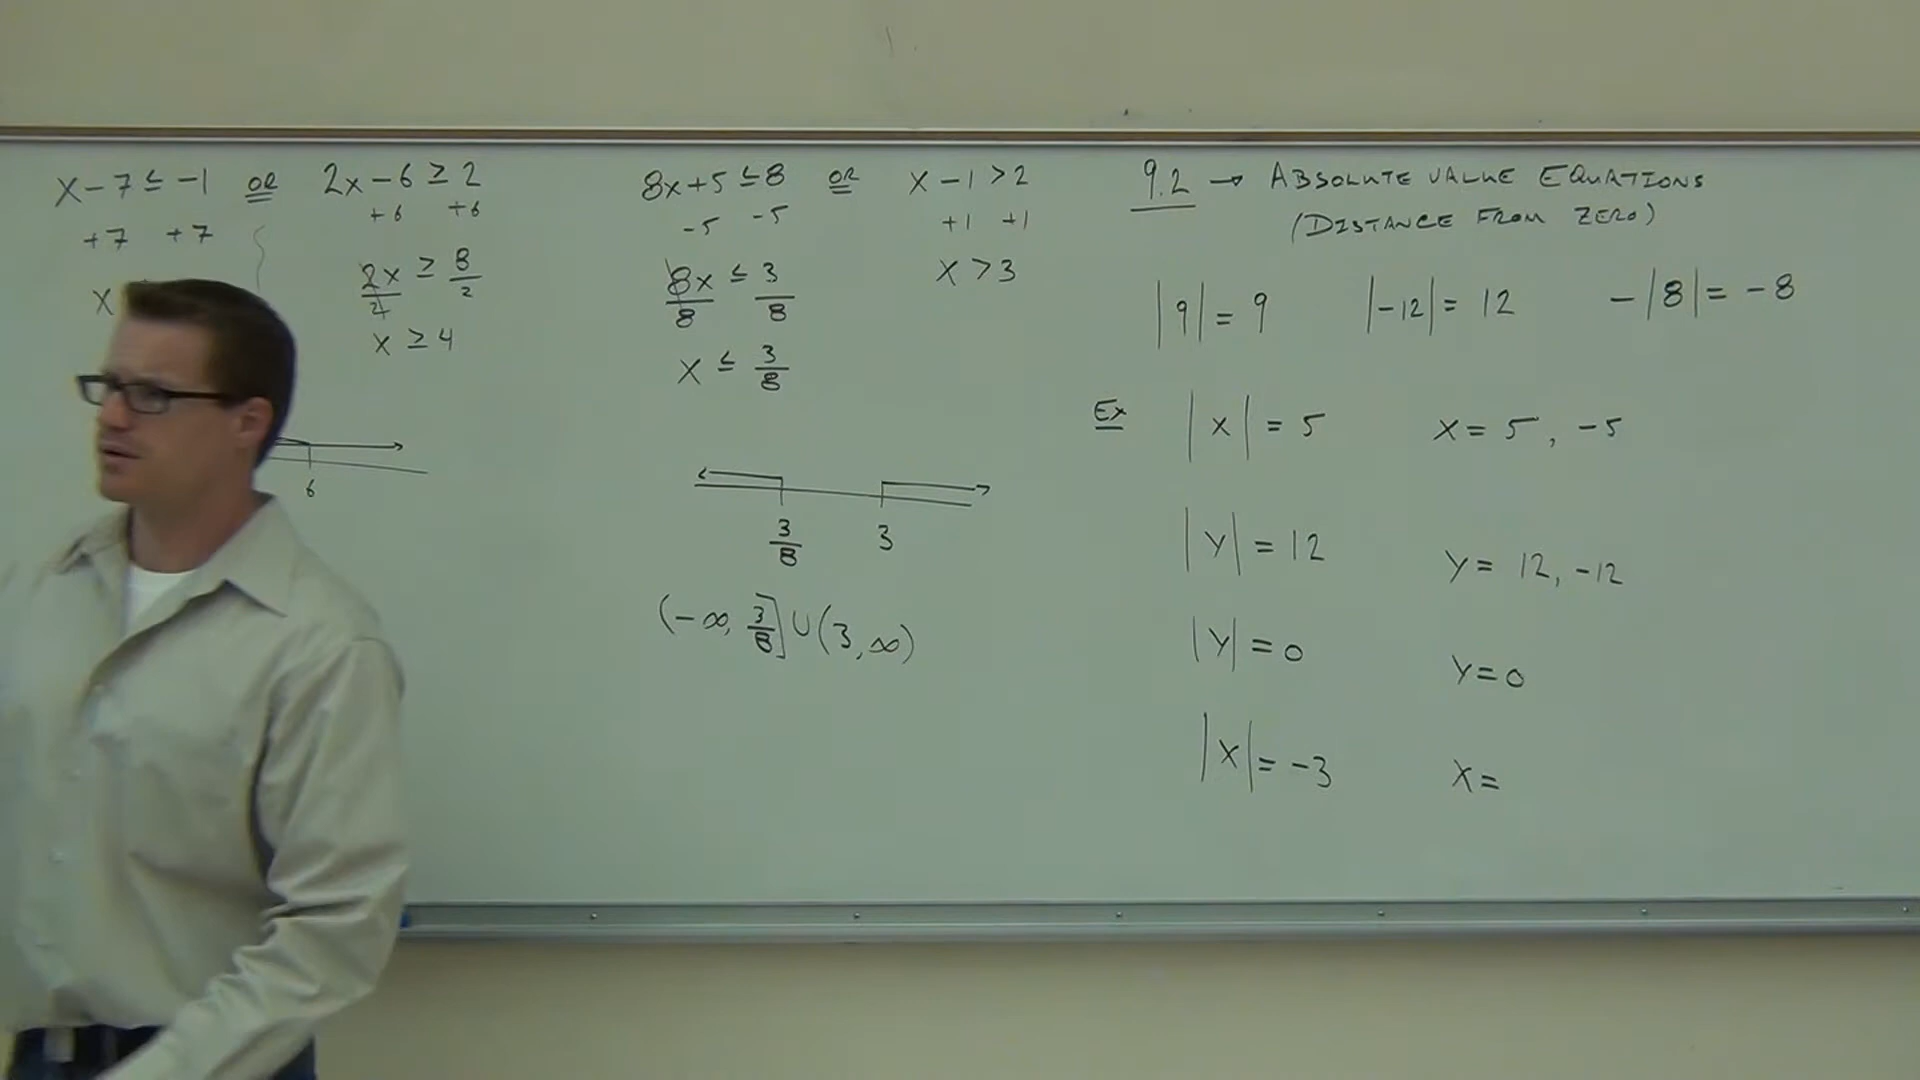 x-7 ≤ -1 OR 2x-6 ≥ 2
+7 +7 +6 +6
x
2x/2 ≥ 8/2
x ≥ 4
6
8x+5 ≤ 8 OR x-1 > 2
-5 -5 +1 +1
8x/8 ≤ 3/8 x > 3
x ≤ 3/8
3/8 3
(-∞, 3/8] ∪ (3, ∞)
9.2 → ABSOLUTE VALUE EQUATIONS
(DISTANCE FROM ZERO)
|9| = 9 |-12| = 12 -|8| = -8
Ex |x| = 5 x = 5, -5
|y| = 12 y = 12, -12
|y| = 0 y = 0
|x| = -3 x =